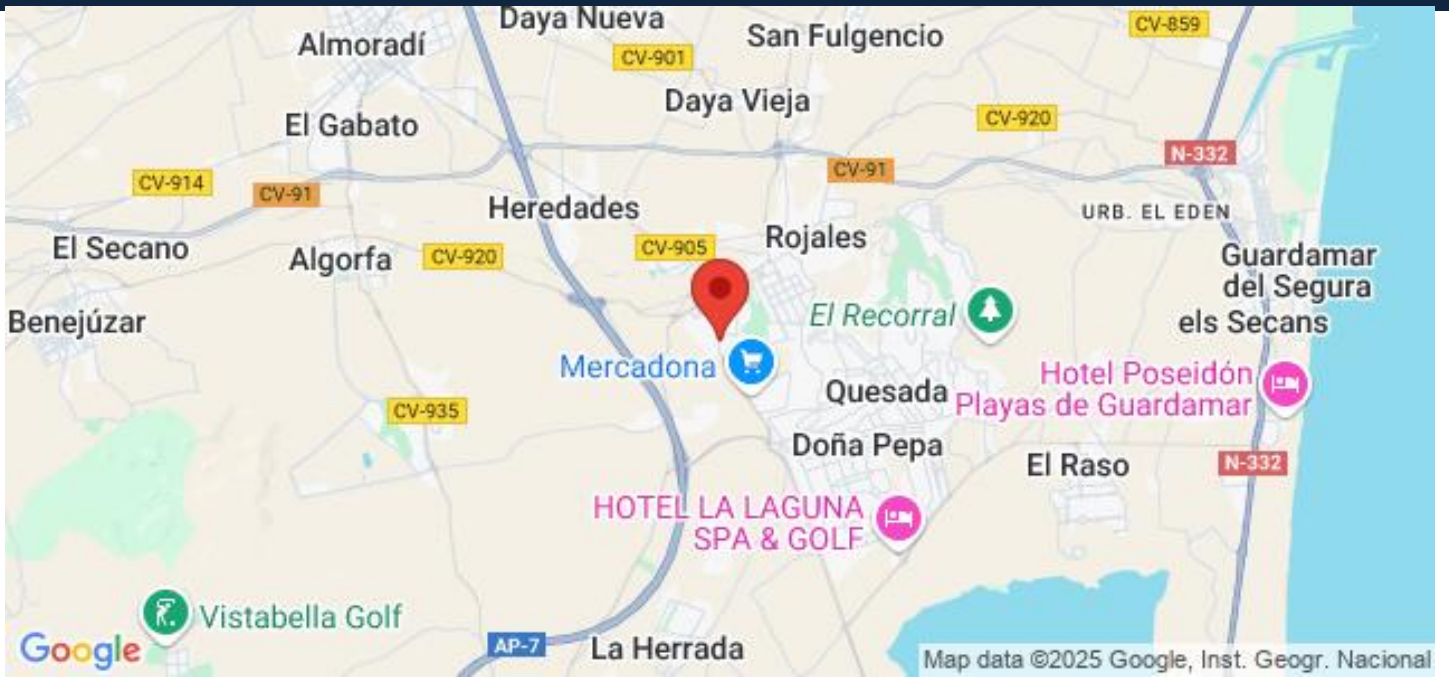 Daya Nueva
CV-859
Almoradí
San Fulgencio
CV-901
Daya Vieja
CV-920
El Gabato
N-332
CV-914
CV-91
CV-91
Heredades
URB. EL EDEN
El Secano
CV-905
Rojales
Algorfa
CV-920
Guardamar
del Segura
El Recorral
els Secans
Benejúzar
Mercadona
Hotel Poseidón
Playas de Guardamar
Quesada
CV-935
Doña Pepa
El Raso
N-332
HOTEL LA LAGUNA
SPA & GOLF
Vistabella Golf
AP-7
La Herrada
Google
Map data ©2025 Google, Inst. Geogr. Nacional